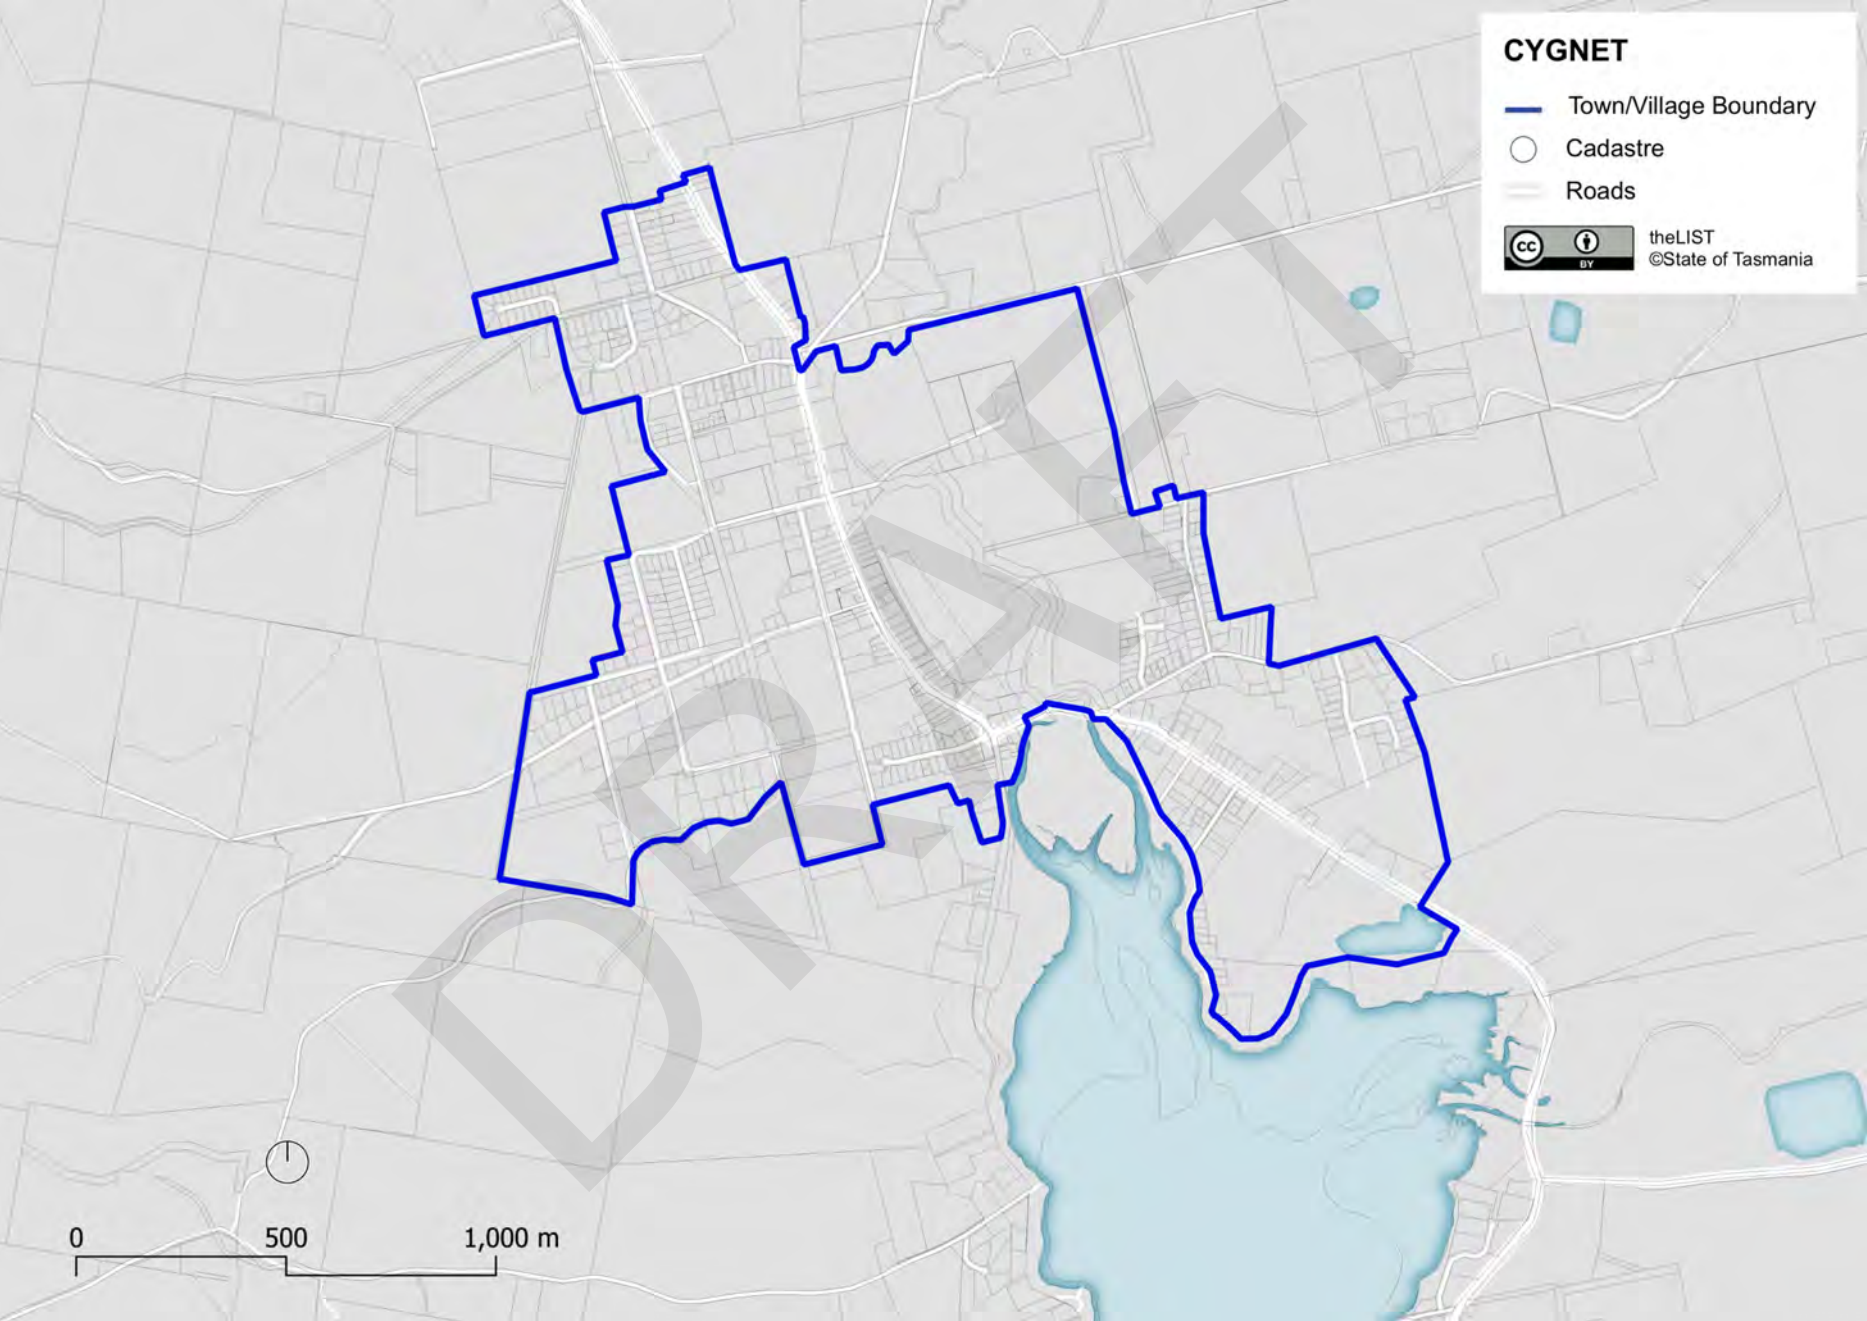 CYGNET
Town/Village Boundary
Cadastre
Roads
cc
BY
theLIST
©State of Tasmania
DRAFT
0 500 1,000 m